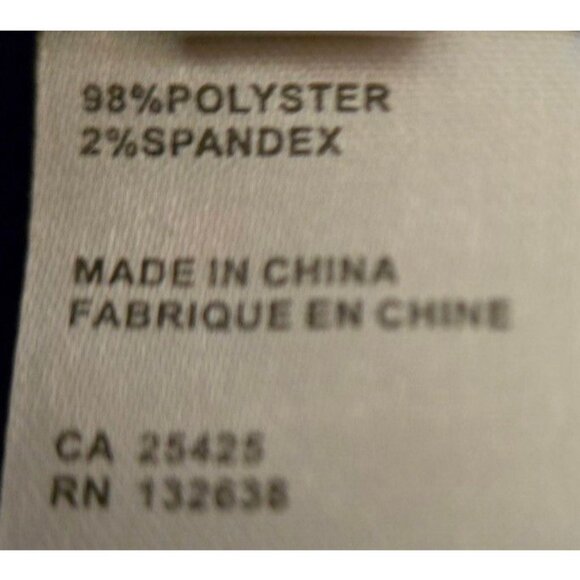 98%POLYSTER
2%SPANDEX
MADE IN CHINA
FABRIQUE EN CHINE
CA 25425
RN 132638